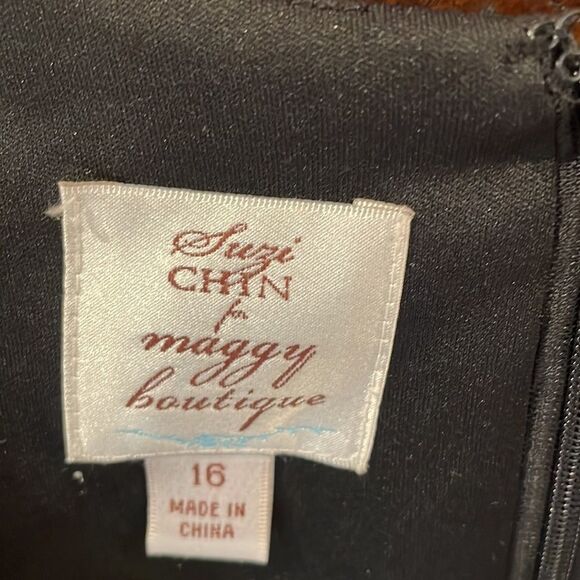 Suzi
CHIN
for
maggy
boutique
16
MADE IN
CHINA